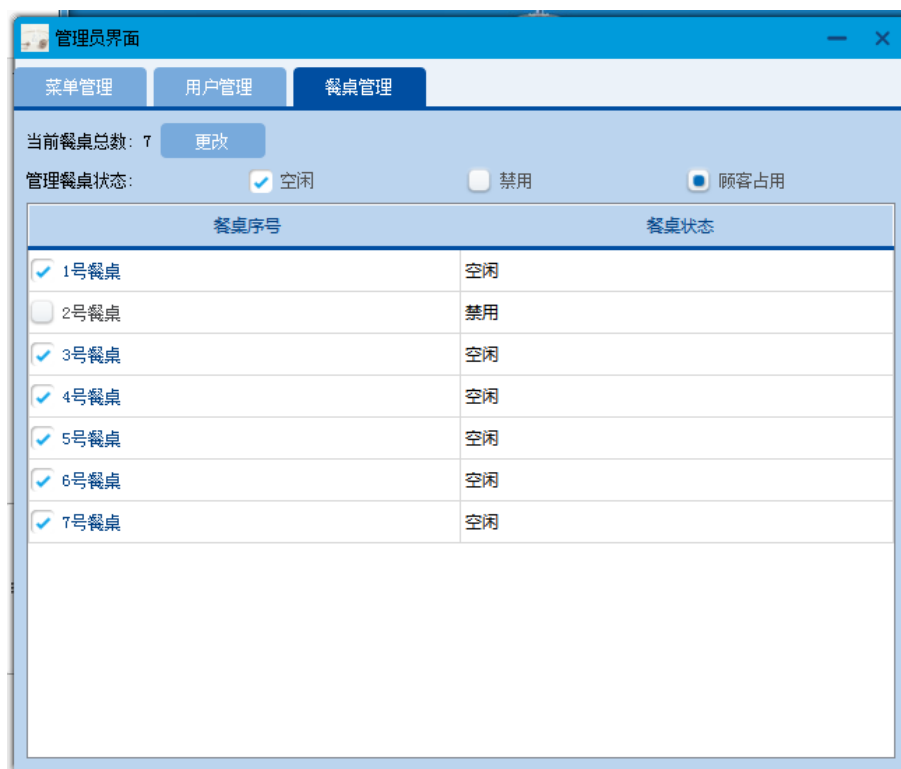 管理员界面
菜单管理 用户管理 餐桌管理
当前餐桌总数: 7 更改
管理餐桌状态: 空闲 禁用 顾客占用
餐桌序号 餐桌状态
1号餐桌 空闲
2号餐桌 禁用
3号餐桌 空闲
4号餐桌 空闲
5号餐桌 空闲
6号餐桌 空闲
7号餐桌 空闲